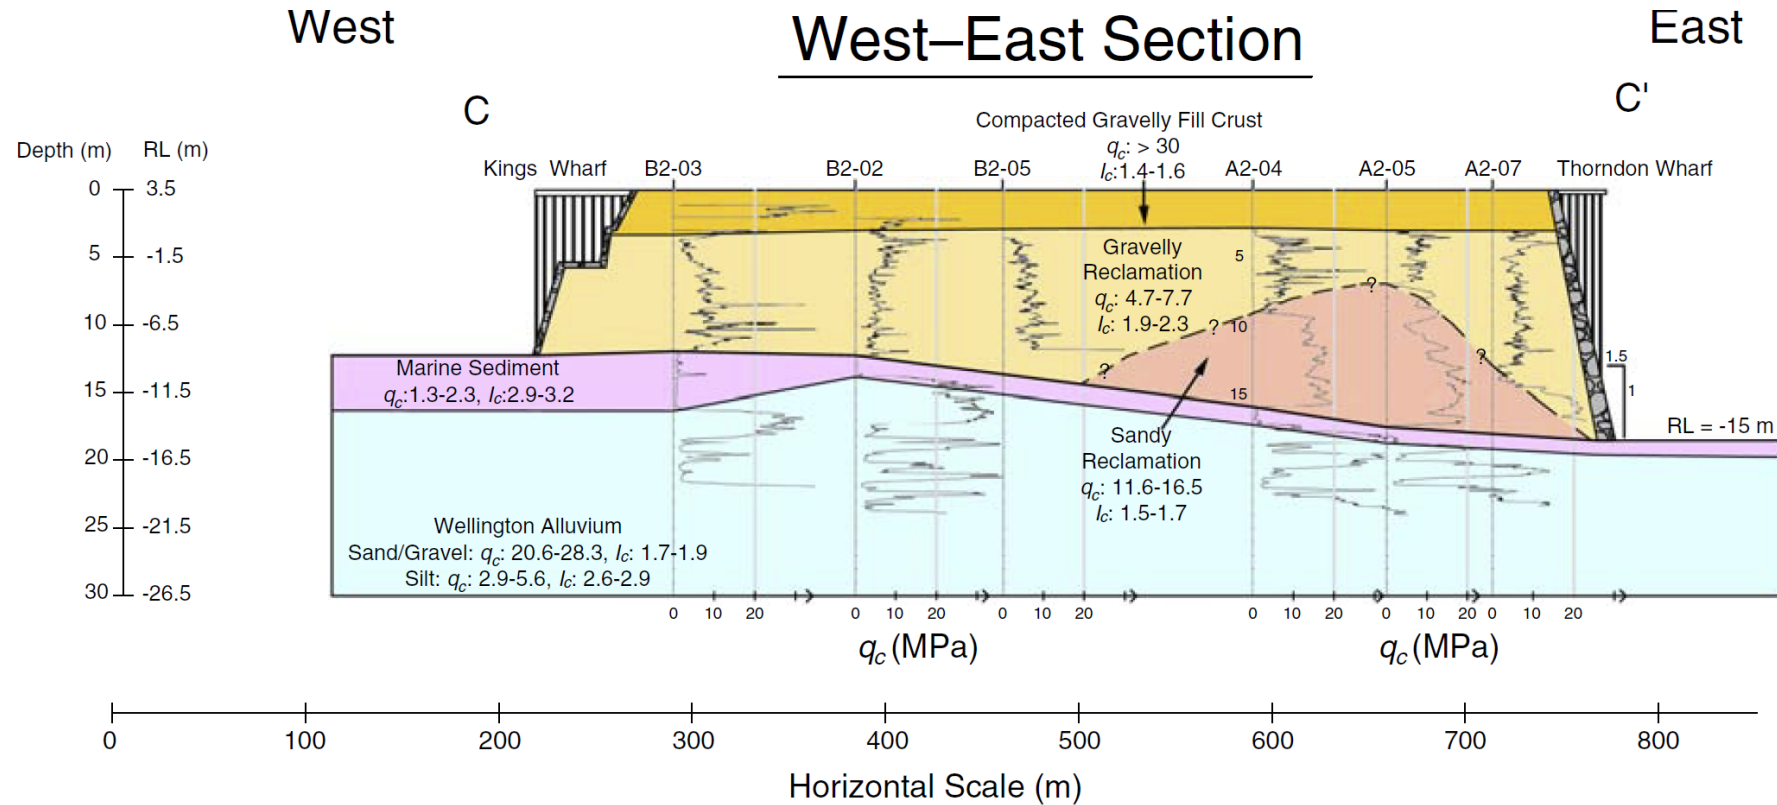 West
West–East Section
East
C
C'
Compacted Gravelly Fill Crust
qc: > 30
Ic:1.4-1.6
Depth (m) RL (m)
Kings Wharf B2-03 B2-02 B2-05 A2-04 A2-05 A2-07 Thorndon Wharf
0 3.5
5 -1.5
10 -6.5
15 -11.5
20 -16.5
25 -21.5
30 -26.5
Gravelly
Reclamation
qc: 4.7-7.7
Ic: 1.9-2.3
5
10
15
?
?
?
?
Marine Sediment
qc:1.3-2.3, Ic:2.9-3.2
1.5
1
RL = -15 m
Sandy
Reclamation
qc: 11.6-16.5
Ic: 1.5-1.7
Wellington Alluvium
Sand/Gravel: qc: 20.6-28.3, Ic: 1.7-1.9
Silt: qc: 2.9-5.6, Ic: 2.6-2.9
0 10 20 0 10 20 0 10 20 0 10 20 0 10 20 0 10 20
qc (MPa) qc (MPa)
0 100 200 300 400 500 600 700 800
Horizontal Scale (m)